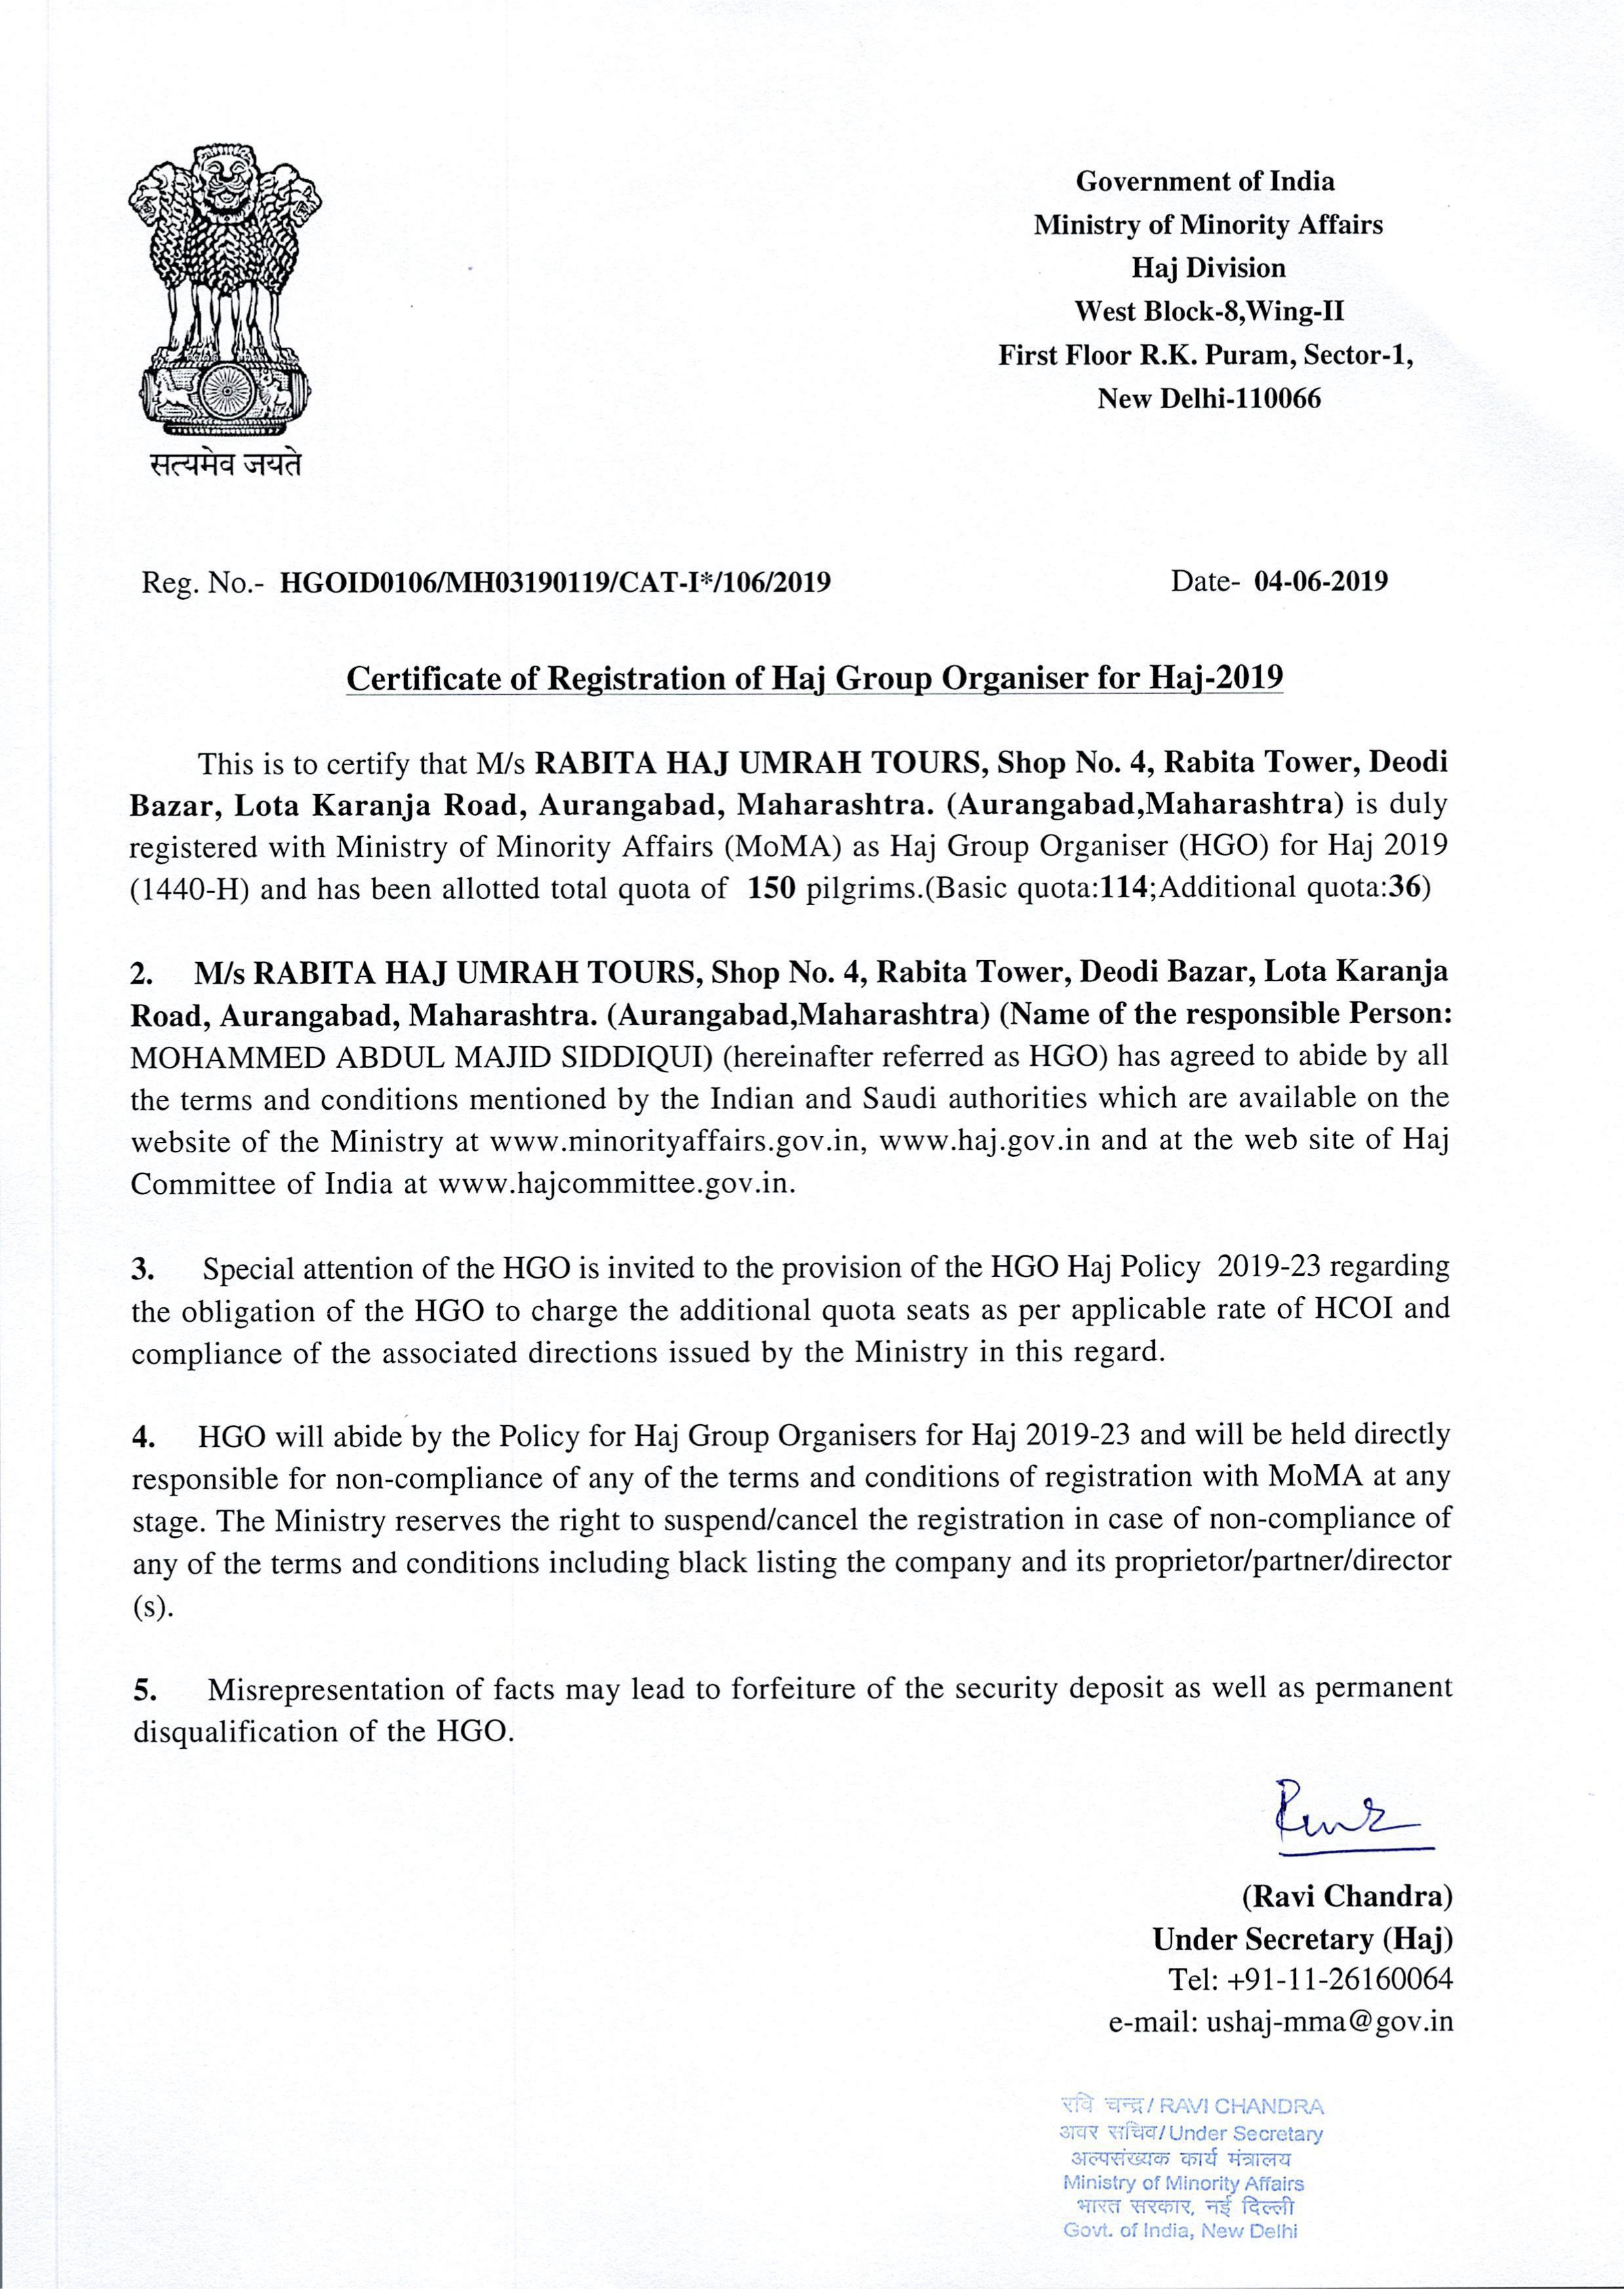 सत्यमेव जयते
Government of India
Ministry of Minority Affairs
Haj Division
West Block-8,Wing-II
First Floor R.K. Puram, Sector-1,
New Delhi-110066
Reg. No.- HGOID0106/MH03190119/CAT-I*/106/2019
Date- 04-06-2019
Certificate of Registration of Haj Group Organiser for Haj-2019
This is to certify that M/s RABITA HAJ UMRAH TOURS, Shop No. 4, Rabita Tower, Deodi
Bazar, Lota Karanja Road, Aurangabad, Maharashtra. (Aurangabad,Maharashtra) is duly
registered with Ministry of Minority Affairs (MoMA) as Haj Group Organiser (HGO) for Haj 2019
(1440-H) and has been allotted total quota of 150 pilgrims.(Basic quota:114;Additional quota:36)
2. M/s RABITA HAJ UMRAH TOURS, Shop No. 4, Rabita Tower, Deodi Bazar, Lota Karanja
Road, Aurangabad, Maharashtra. (Aurangabad,Maharashtra) (Name of the responsible Person:
MOHAMMED ABDUL MAJID SIDDIQUI) (hereinafter referred as HGO) has agreed to abide by all
the terms and conditions mentioned by the Indian and Saudi authorities which are available on the
website of the Ministry at www.minorityaffairs.gov.in, www.haj.gov.in and at the web site of Haj
Committee of India at www.hajcommittee.gov.in.
3. Special attention of the HGO is invited to the provision of the HGO Haj Policy 2019-23 regarding
the obligation of the HGO to charge the additional quota seats as per applicable rate of HCOI and
compliance of the associated directions issued by the Ministry in this regard.
4. HGO will abide by the Policy for Haj Group Organisers for Haj 2019-23 and will be held directly
responsible for non-compliance of any of the terms and conditions of registration with MoMA at any
stage. The Ministry reserves the right to suspend/cancel the registration in case of non-compliance of
any of the terms and conditions including black listing the company and its proprietor/partner/director
(s).
5. Misrepresentation of facts may lead to forfeiture of the security deposit as well as permanent
disqualification of the HGO.
(Ravi Chandra)
Under Secretary (Haj)
Tel: +91-11-26160064
e-mail: ushaj-mma@gov.in
रवि चन्द्र/ RAVI CHANDRA
अवर सचिव/ Under Secretary
अल्पसंख्यक कार्य मंत्रालय
Ministry of Minority Affairs
भारत सरकार, नई दिल्ली
Govt. of India, New Delhi